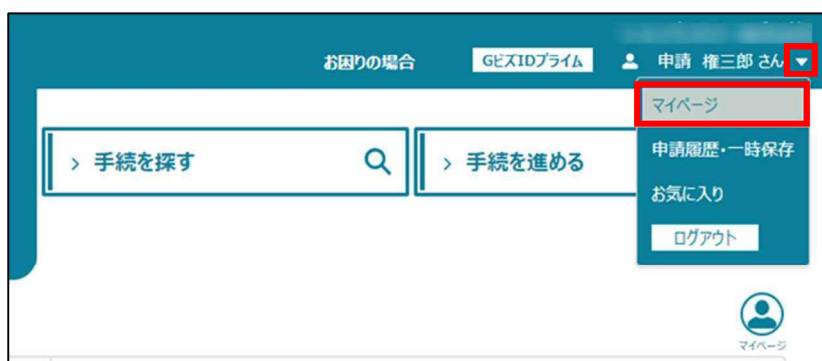 お困りの場合
GビズIDプライム
申請 権三郎 さん
マイページ
申請履歴・一時保存
お気に入り
ログアウト
手続を探す
手続を進める
マイページ